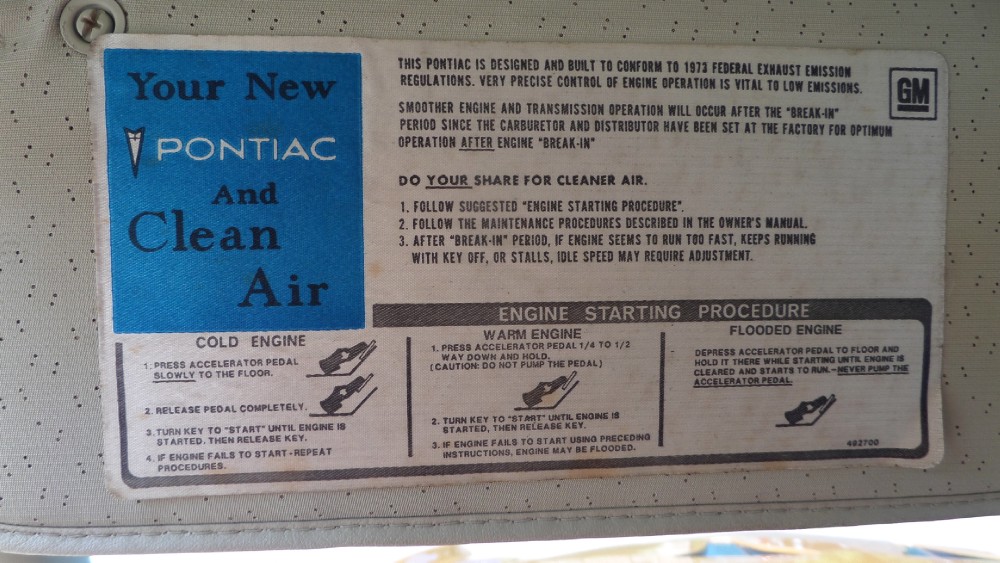 Your New
PONTIAC
And
Clean
Air
THIS PONTIAC IS DESIGNED AND BUILT TO CONFORM TO 1973 FEDERAL EXHAUST EMISSION
REGULATIONS. VERY PRECISE CONTROL OF ENGINE OPERATION IS VITAL TO LOW EMISSIONS.
GM
SMOOTHER ENGINE AND TRANSMISSION OPERATION WILL OCCUR AFTER THE "BREAK-IN"
PERIOD SINCE THE CARBURETOR AND DISTRIBUTOR HAVE BEEN SET AT THE FACTORY FOR OPTIMUM
OPERATION AFTER ENGINE "BREAK-IN"
DO YOUR SHARE FOR CLEANER AIR.
1. FOLLOW SUGGESTED "ENGINE STARTING PROCEDURE".
2. FOLLOW THE MAINTENANCE PROCEDURES DESCRIBED IN THE OWNER'S MANUAL.
3. AFTER "BREAK-IN" PERIOD, IF ENGINE SEEMS TO RUN TOO FAST, KEEPS RUNNING
WITH KEY OFF, OR STALLS, IDLE SPEED MAY REQUIRE ADJUSTMENT.
ENGINE STARTING PROCEDURE
COLD ENGINE
1. PRESS ACCELERATOR PEDAL
SLOWLY TO THE FLOOR.
2. RELEASE PEDAL COMPLETELY.
3. TURN KEY TO "START" UNTIL ENGINE IS
STARTED, THEN RELEASE KEY.
4. IF ENGINE FAILS TO START-REPEAT
PROCEDURES.
WARM ENGINE
1. PRESS ACCELERATOR PEDAL 1/4 TO 1/2
WAY DOWN AND HOLD.
(CAUTION: DO NOT PUMP THE PEDAL)
2. TURN KEY TO "START" UNTIL ENGINE IS
STARTED, THEN RELEASE KEY.
3. IF ENGINE FAILS TO START USING PRECEDING
INSTRUCTIONS, ENGINE MAY BE FLOODED.
FLOODED ENGINE
DEPRESS ACCELERATOR PEDAL TO FLOOR AND
HOLD IT THERE WHILE STARTING UNTIL ENGINE IS
CLEARED AND STARTS TO RUN.-NEVER PUMP THE
ACCELERATOR PEDAL.
492700